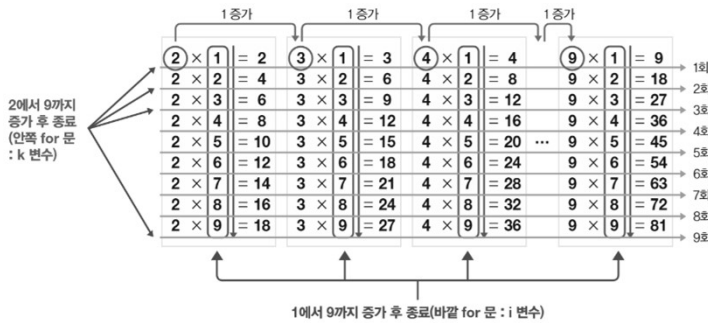 1 증가 1 증가 1 증가 1 증가
2 × 1 = 2 3 × 1 = 3 4 × 1 = 4 9 × 1 = 9
1회
2 × 2 = 4 3 × 2 = 6 4 × 2 = 8 9 × 2 = 18
2회
2 × 3 = 6 3 × 3 = 9 4 × 3 = 12 9 × 3 = 27
3회
2 × 4 = 8 3 × 4 = 12 4 × 4 = 16 9 × 4 = 36
4회
2 × 5 = 10 3 × 5 = 15 4 × 5 = 20 ··· 9 × 5 = 45
5회
2 × 6 = 12 3 × 6 = 18 4 × 6 = 24 9 × 6 = 54
6회
2 × 7 = 14 3 × 7 = 21 4 × 7 = 28 9 × 7 = 63
7회
2 × 8 = 16 3 × 8 = 24 4 × 8 = 32 9 × 8 = 72
8회
2 × 9 = 18 3 × 9 = 27 4 × 9 = 36 9 × 9 = 81
9회
2에서 9까지
증가 후 종료
(안쪽 for 문
: k 변수)
1에서 9까지 증가 후 종료(바깥 for 문 : i 변수)